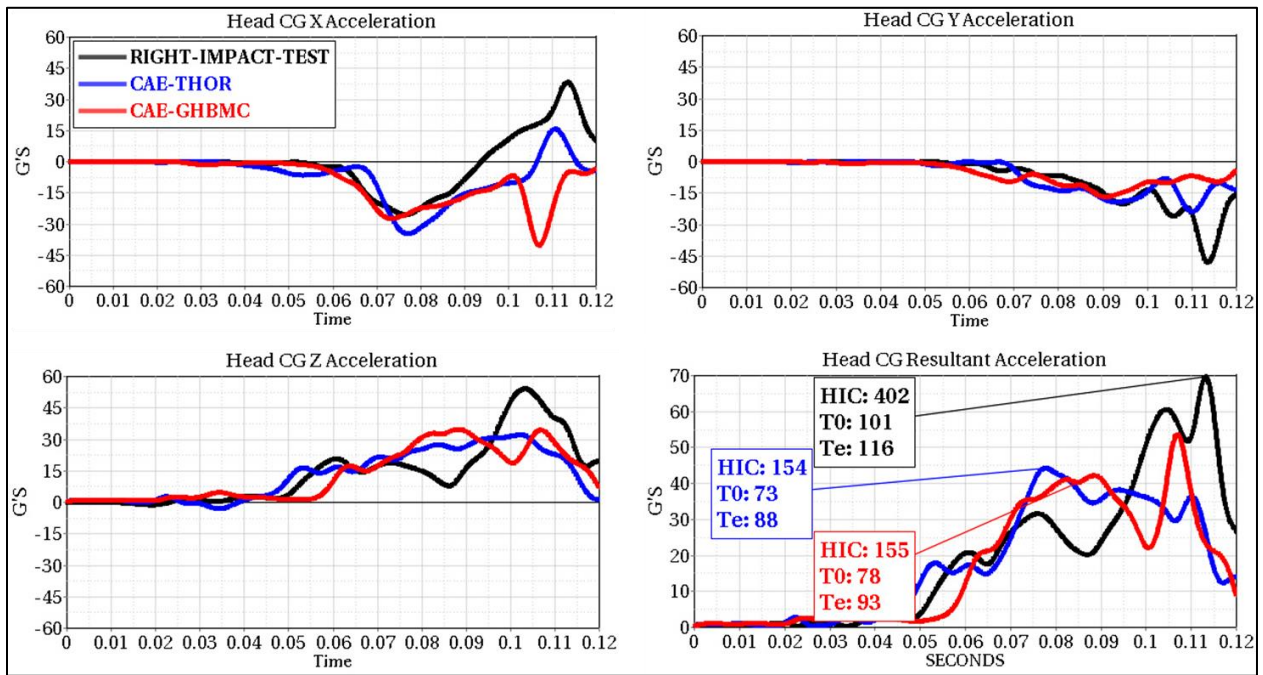 Head CG X Acceleration
60
45
30
15
0
-15
-30
-45
-60
G'S
RIGHT-IMPACT-TEST
CAE-THOR
CAE-GHBMC
0 0.01 0.02 0.03 0.04 0.05 0.06 0.07 0.08 0.09 0.1 0.11 0.12
Time
Head CG Y Acceleration
60
45
30
15
0
-15
-30
-45
-60
G'S
0 0.01 0.02 0.03 0.04 0.05 0.06 0.07 0.08 0.09 0.1 0.11 0.12
Time
Head CG Z Acceleration
60
45
30
15
0
-15
-30
-45
-60
G'S
0 0.01 0.02 0.03 0.04 0.05 0.06 0.07 0.08 0.09 0.1 0.11 0.12
Time
Head CG Resultant Acceleration
70
60
50
40
30
20
10
0
G'S
HIC: 402
T0: 101
Te: 116
HIC: 154
T0: 73
Te: 88
HIC: 155
T0: 78
Te: 93
0 0.01 0.02 0.03 0.04 0.05 0.06 0.07 0.08 0.09 0.1 0.11 0.12
SECONDS